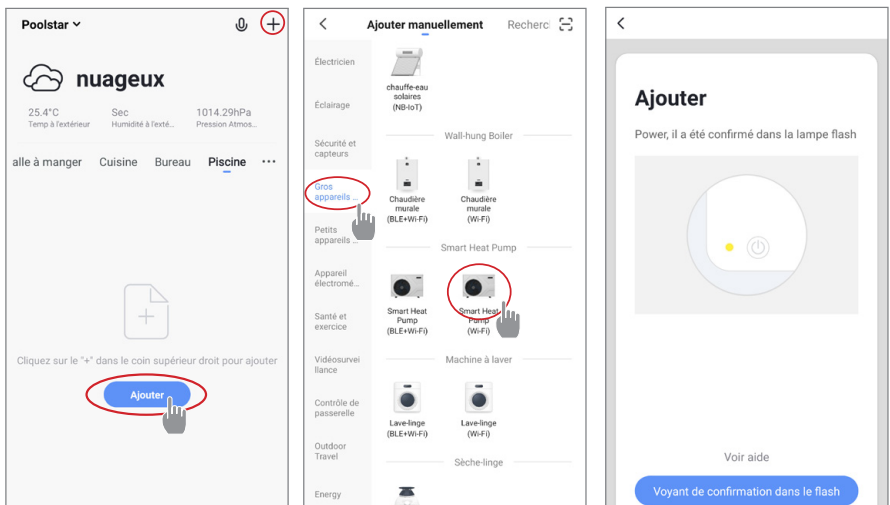 Poolstar
nuageux
25.4°C Sec 1014.29hPa
Temp à l'extérieur Humidité à l'exté... Pression Atmos...
alle à manger Cuisine Bureau Piscine ...
Cliquez sur le "+" dans le coin supérieur droit pour ajouter
Ajouter
Ajouter manuellement Recherc
Électricien
Éclairage
Sécurité et
capteurs
Gros
appareils ...
Petits
appareils ...
Appareil
électromé...
Santé et
exercice
Vidéosurvei
llance
Contrôle de
passerelle
Outdoor
Travel
Energy
chauffe-eau
solaires
(NB-IoT)
Wall-hung Boiler
Chaudière
murale
(BLE+Wi-Fi)
Chaudière
murale
(Wi-Fi)
Smart Heat Pump
Smart Heat
Pump
(BLE+Wi-Fi)
Smart Heat
Pump
(Wi-Fi)
Machine à laver
Lave-linge
(BLE+Wi-Fi)
Lave-linge
(Wi-Fi)
Sèche-linge
Ajouter
Power, il a été confirmé dans la lampe flash
Voir aide
Voyant de confirmation dans le flash